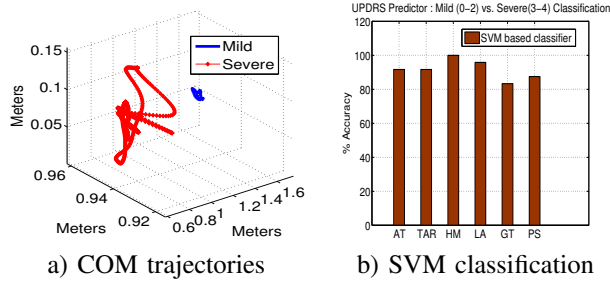 UPDRS Predictor : Mild (0−2) vs. Severe(3−4) Classification
Mild
Severe
0.15
0.1
0.05
Meters
0.96
0.94
0.92
Meters
0.6
0.8
1
1.2
1.4
1.6
Meters
a) COM trajectories
SVM based classifier
120
100
80
60
40
20
0
% Accuracy
AT TAR HM LA GT PS
b) SVM classification